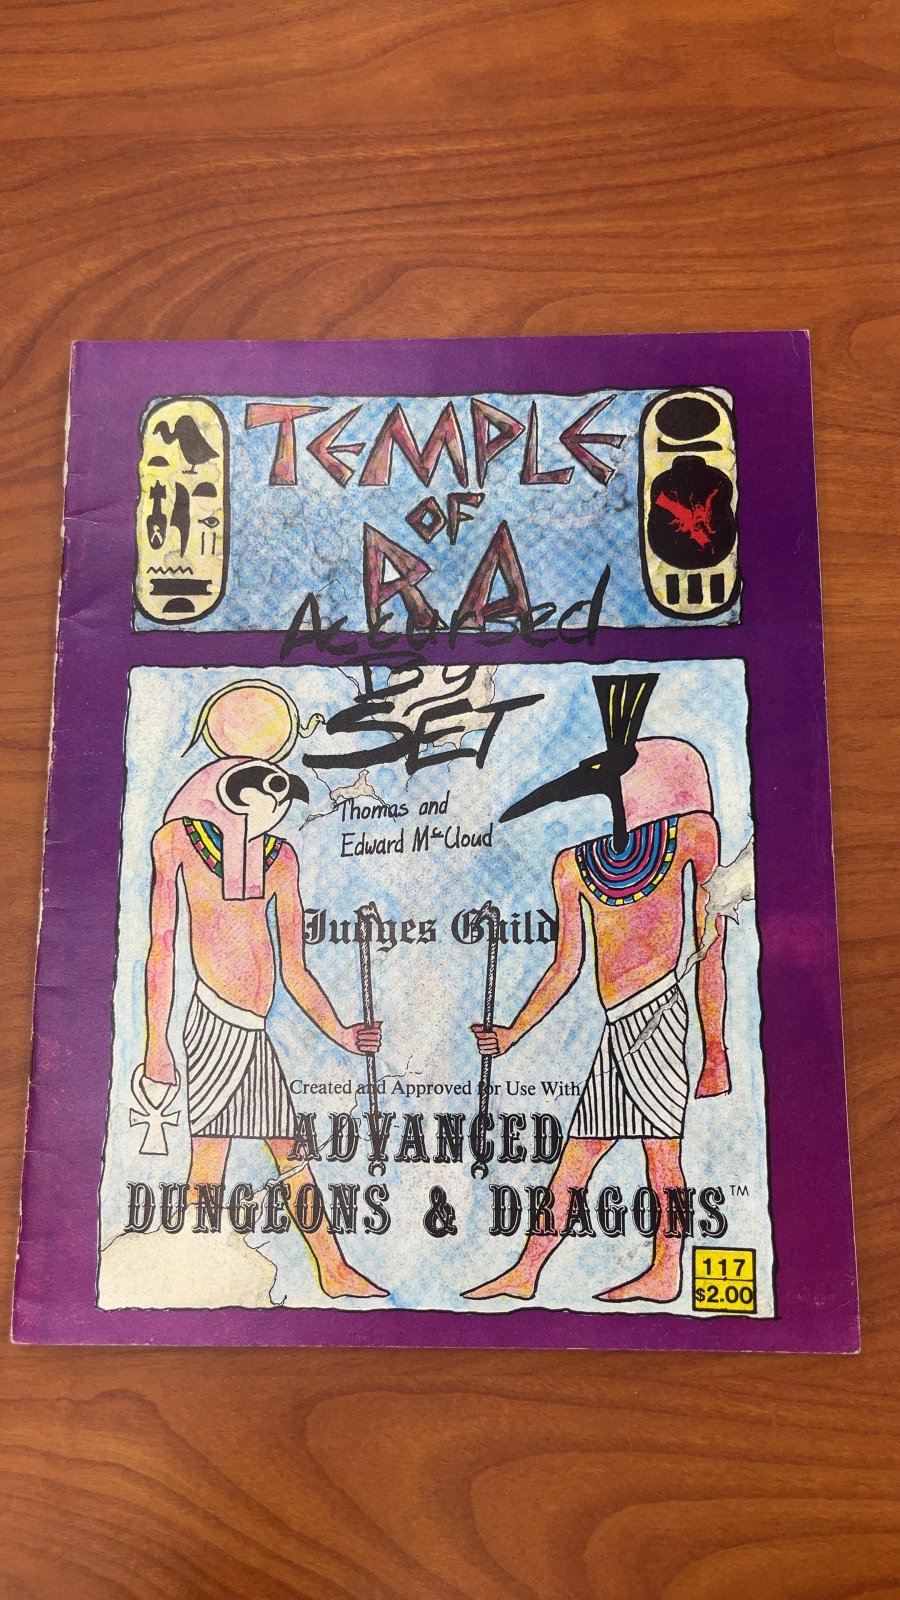 TEMPLE
OF
RA
Accursed
By
SET
Thomas and
Edward McCloud
Judges Guild
Created and Approved for Use With
ADVANCED
DUNGEONS & DRAGONS™
117
$2.00